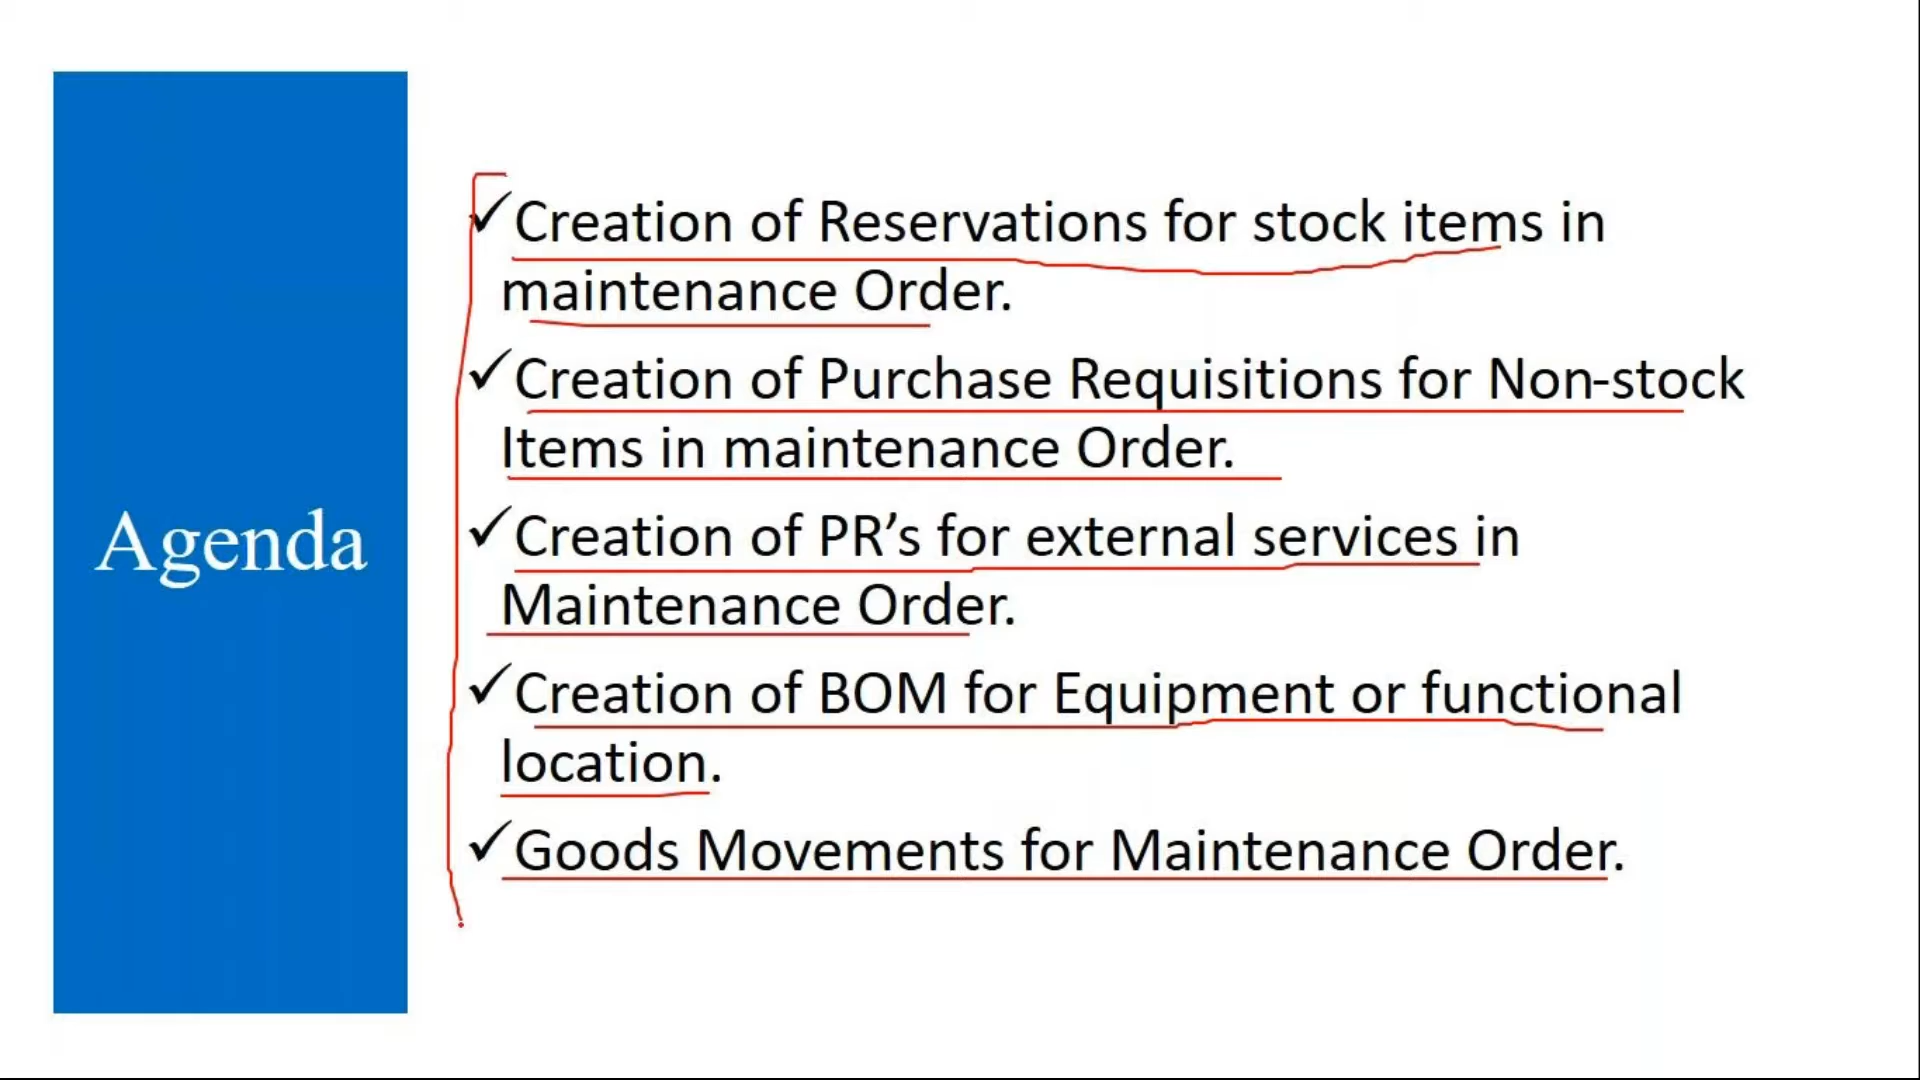 Agenda
✓Creation of Reservations for stock items in
maintenance Order.
✓Creation of Purchase Requisitions for Non-stock
Items in maintenance Order.
✓Creation of PR’s for external services in
Maintenance Order.
✓Creation of BOM for Equipment or functional
location.
✓Goods Movements for Maintenance Order.